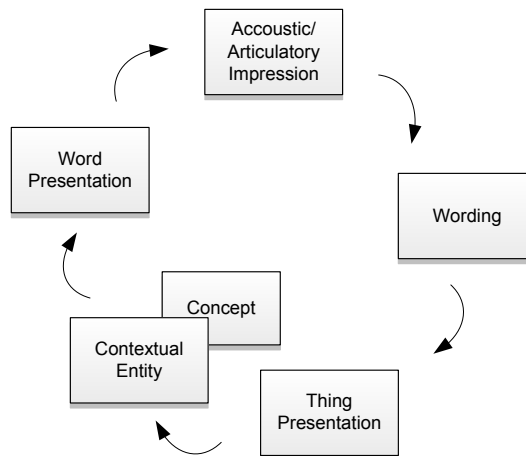 Accoustic/
Articulatory
Impression
Word
Presentation
Wording
Concept
Contextual
Entity
Thing
Presentation